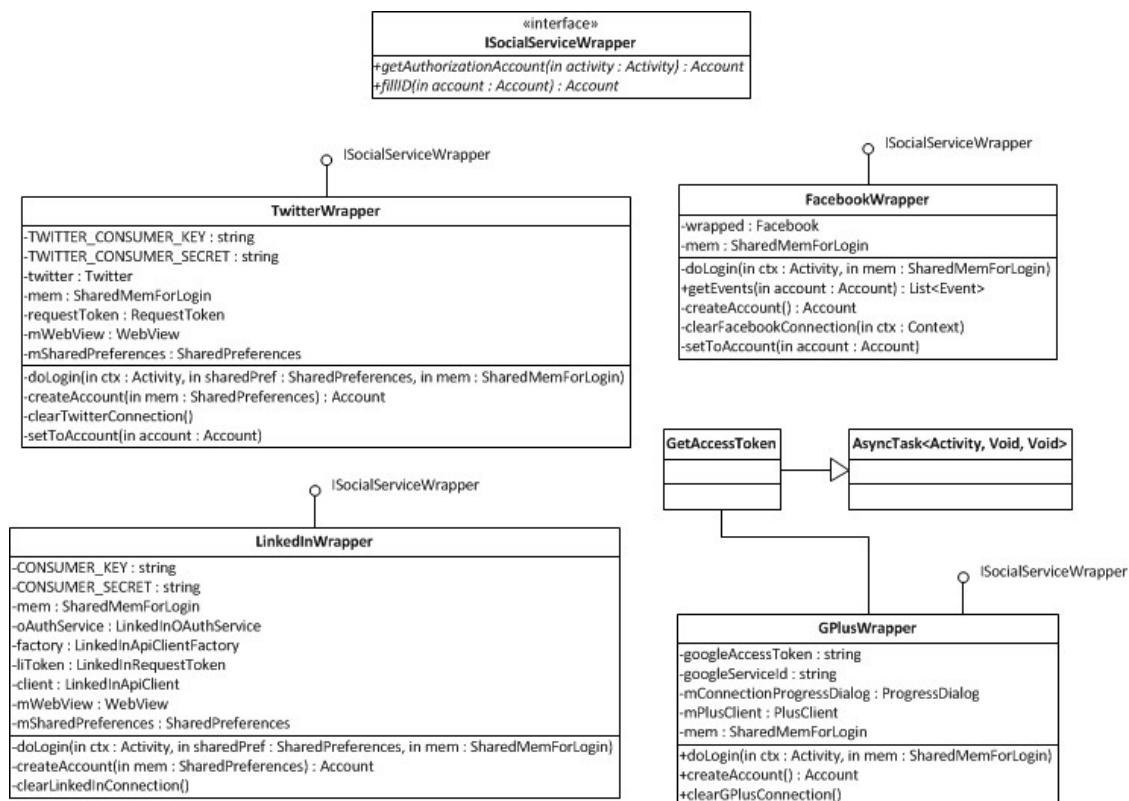 «interface»
ISocialServiceWrapper
+getAuthorizationAccount(in activity : Activity) : Account
+fillID(in account : Account) : Account
ISocialServiceWrapper
TwitterWrapper
-TWITTER_CONSUMER_KEY : string
-TWITTER_CONSUMER_SECRET : string
-twitter : Twitter
-mem : SharedMemForLogin
-requestToken : RequestToken
-mWebView : WebView
-mSharedPreferences : SharedPreferences
-doLogin(in ctx : Activity, in sharedPref : SharedPreferences, in mem : SharedMemForLogin)
-createAccount(in mem : SharedPreferences) : Account
-clearTwitterConnection()
-setToAccount(in account : Account)
ISocialServiceWrapper
FacebookWrapper
-wrapped : Facebook
-mem : SharedMemForLogin
-doLogin(in ctx : Activity, in mem : SharedMemForLogin)
+getEvents(in account : Account) : List<Event>
-createAccount() : Account
-clearFacebookConnection(in ctx : Context)
-setToAccount(in account : Account)
GetAccessToken
AsyncTask<Activity, Void, Void>
ISocialServiceWrapper
LinkedInWrapper
-CONSUMER_KEY : string
-CONSUMER_SECRET : string
-mem : SharedMemForLogin
-oAuthService : LinkedInOAuthService
-factory : LinkedInApiClientFactory
-liToken : LinkedInRequestToken
-client : LinkedInApiClient
-mWebView : WebView
-mSharedPreferences : SharedPreferences
-doLogin(in ctx : Activity, in sharedPref : SharedPreferences, in mem : SharedMemForLogin)
-createAccount(in mem : SharedPreferences) : Account
-clearLinkedInConnection()
ISocialServiceWrapper
GPlusWrapper
-googleAccessToken : string
-googleServiceId : string
-mConnectionProgressDialog : ProgressDialog
-mPlusClient : PlusClient
-mem : SharedMemForLogin
+doLogin(in ctx : Activity, in mem : SharedMemForLogin)
+createAccount() : Account
+clearGPlusConnection()